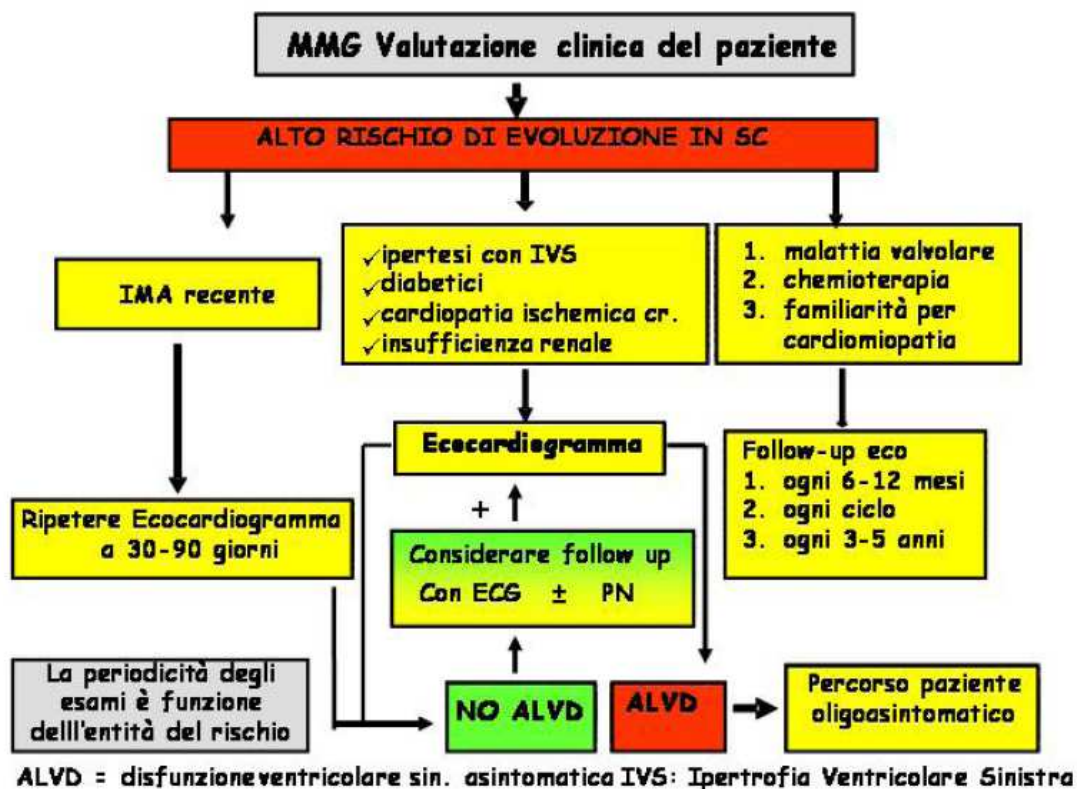 MMG Valutazione clinica del paziente
ALTO RISCHIO DI EVOLUZIONE IN SC
IMA recente
✓ipertesi con IVS
✓diabetici
✓cardiopatia ischemica cr.
✓insufficienza renale
1. malattia valvolare
2. chemioterapia
3. familiarità per
cardiomiopatia
Ecocardiogramma
Follow-up eco
1. ogni 6-12 mesi
2. ogni ciclo
3. ogni 3-5 anni
Ripetere Ecocardiogramma
a 30-90 giorni
+
Considerare follow up
Con ECG ± PN
La periodicità degli
esami è funzione
delll'entità del rischio
NO ALVD
ALVD
Percorso paziente
oligoasintomatico
ALVD = disfunzione ventricolare sin. asintomatica IVS: Ipertrofia Ventricolare Sinistra